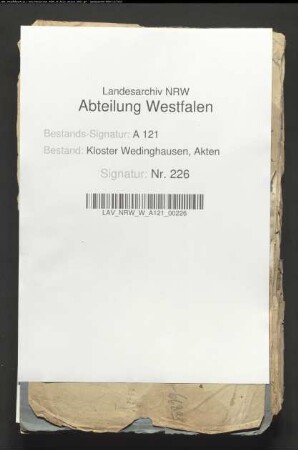 Landesarchiv NRW
Abteilung Westfalen
Bestands-Signatur: A 121
Bestand: Kloster Wedinghausen, Akten
Signatur: Nr. 226
LAV_NRW_W_A121_00226